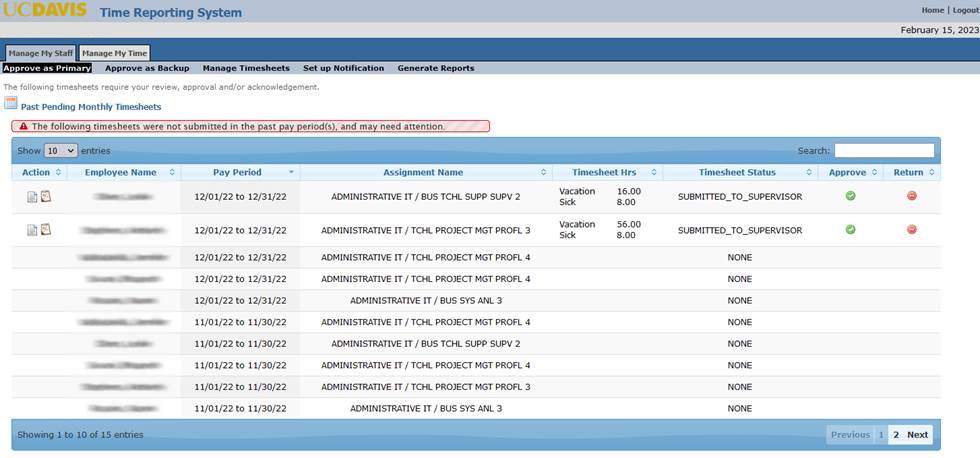 UCDAVIS Time Reporting System Home | Logout
February 15, 2023
Manage My Staff Manage My Time
Approve as Primary Approve as Backup Manage Timesheets Set up Notification Generate Reports
The following timesheets require your review, approval and/or acknowledgement.
Past Pending Monthly Timesheets
The following timesheets were not submitted in the past pay period(s), and may need attention.
Show 10 entries Search:
Action Employee Name Pay Period Assignment Name Timesheet Hrs Timesheet Status Approve Return
12/01/22 to 12/31/22 ADMINISTRATIVE IT / BUS TCHL SUPP SUPV 2 Vacation 16.00 SUBMITTED_TO_SUPERVISOR
Sick 8.00
12/01/22 to 12/31/22 ADMINISTRATIVE IT / TCHL PROJECT MGT PROFL 3 Vacation 56.00 SUBMITTED_TO_SUPERVISOR
Sick 8.00
12/01/22 to 12/31/22 ADMINISTRATIVE IT / TCHL PROJECT MGT PROFL 4 NONE
12/01/22 to 12/31/22 ADMINISTRATIVE IT / TCHL PROJECT MGT PROFL 4 NONE
12/01/22 to 12/31/22 ADMINISTRATIVE IT / BUS SYS ANL 3 NONE
11/01/22 to 11/30/22 ADMINISTRATIVE IT / TCHL PROJECT MGT PROFL 4 NONE
11/01/22 to 11/30/22 ADMINISTRATIVE IT / BUS TCHL SUPP SUPV 2 NONE
11/01/22 to 11/30/22 ADMINISTRATIVE IT / TCHL PROJECT MGT PROFL 4 NONE
11/01/22 to 11/30/22 ADMINISTRATIVE IT / TCHL PROJECT MGT PROFL 3 NONE
11/01/22 to 11/30/22 ADMINISTRATIVE IT / BUS SYS ANL 3 NONE
Showing 1 to 10 of 15 entries Previous 1 2 Next